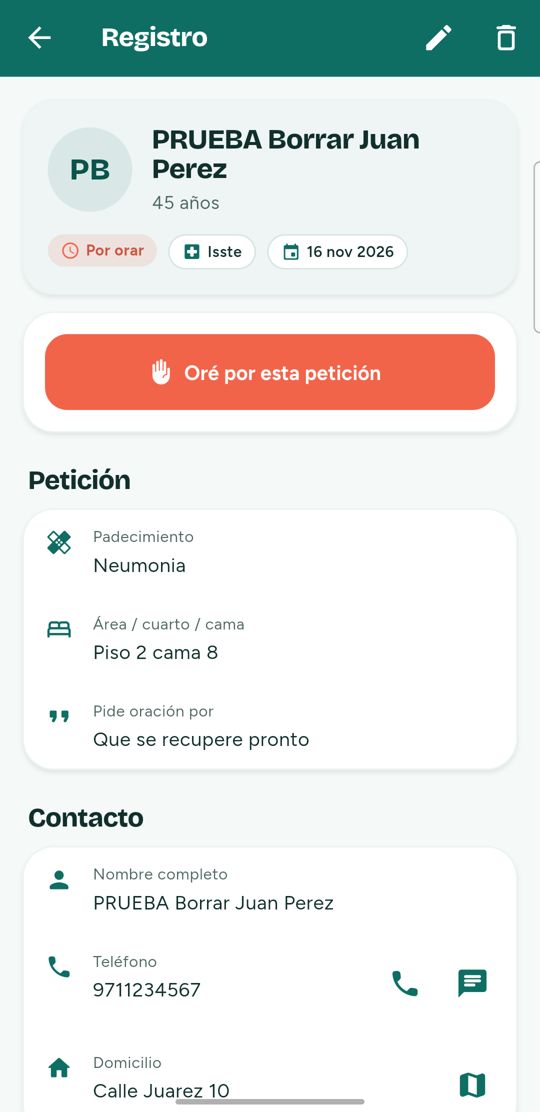 Registro
PB
PRUEBA Borrar Juan
Perez
45 años
Por orar
Isste
16 nov 2026
Oré por esta petición
Petición
Padecimiento
Neumonia
Área / cuarto / cama
Piso 2 cama 8
Pide oración por
Que se recupere pronto
Contacto
Nombre completo
PRUEBA Borrar Juan Perez
Teléfono
9711234567
Domicilio
Calle Juarez 10